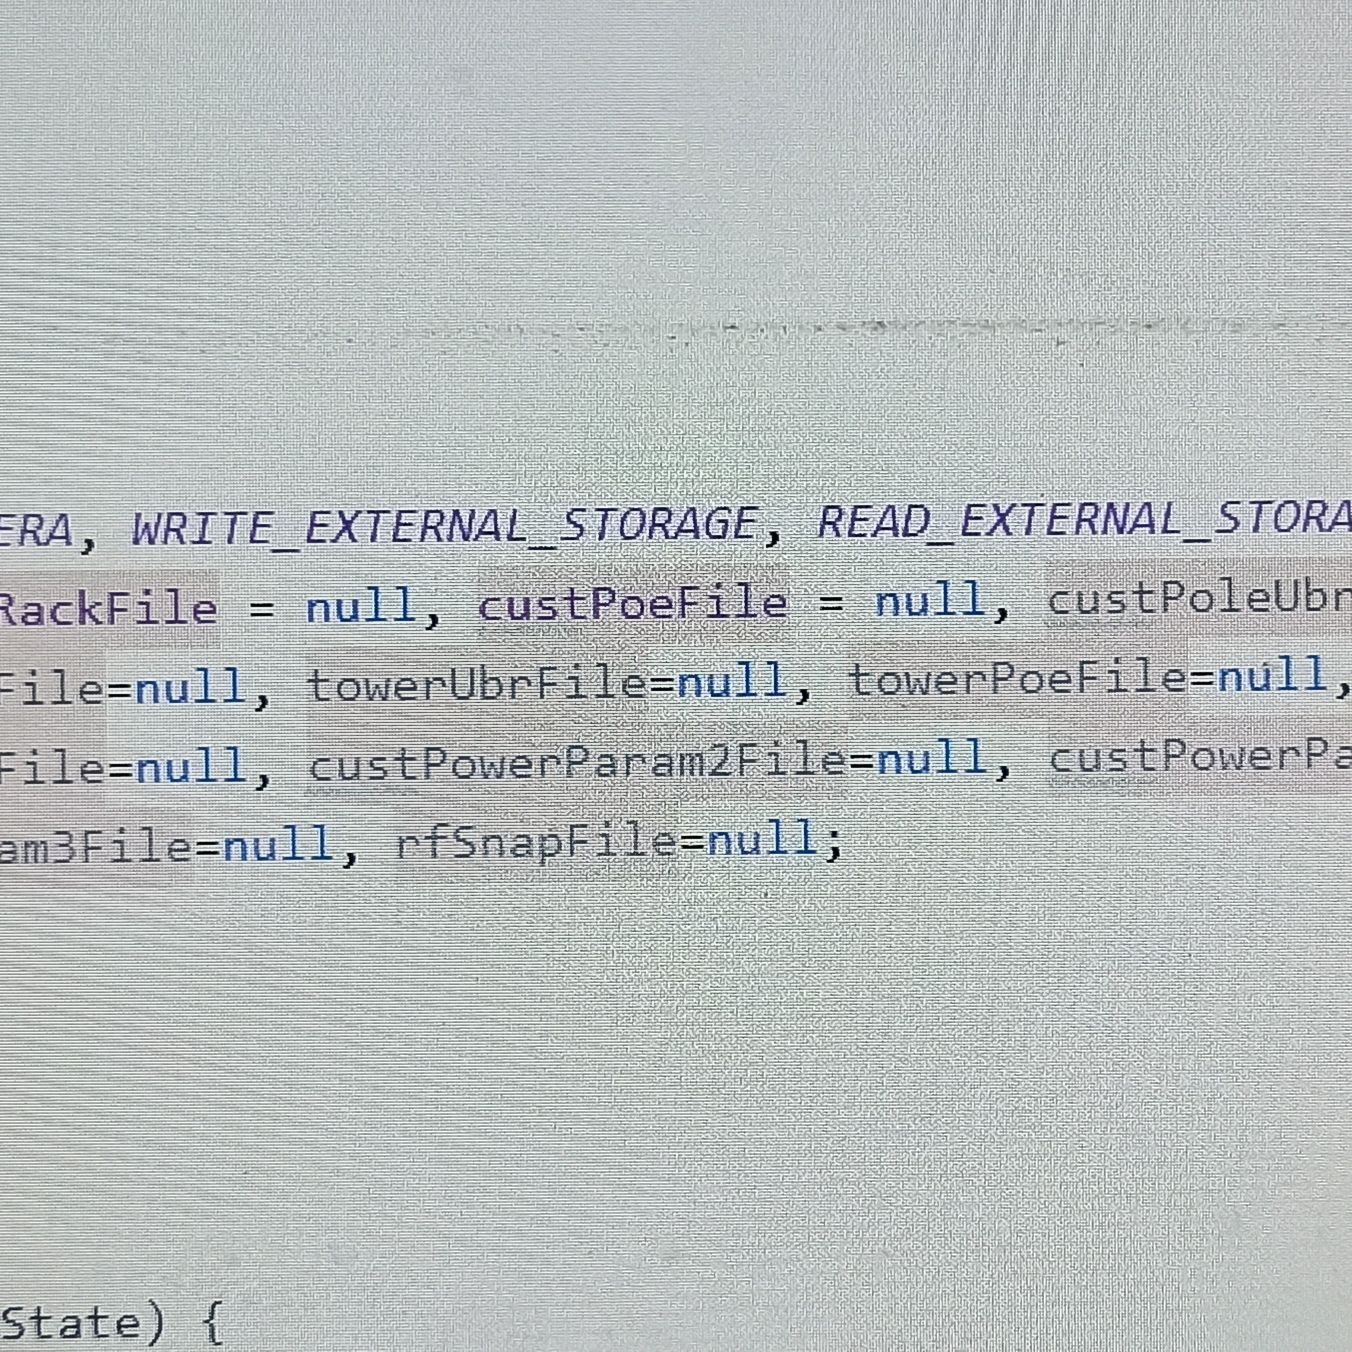 ERA, WRITE_EXTERNAL_STORAGE, READ_EXTERNAL_STORA
RackFile = null, custPoeFile = null, custPoleUbr
File=null, towerUbrFile=null, towerPoeFile=null,
File=null, custPowerParam2File=null, custPowerPa
am3File=null, rfSnapFile=null;
State) {